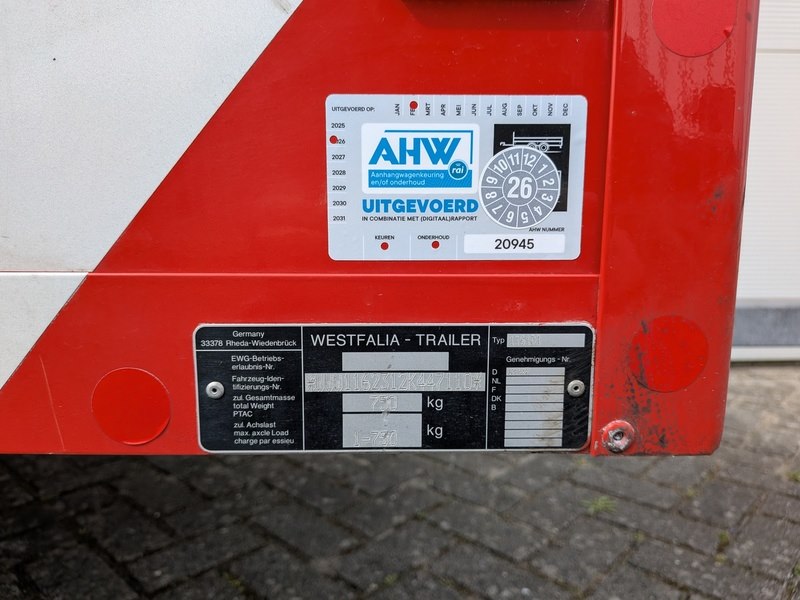 UITGEVOERD OP: JAN MRT APR MEI JUN JUL AUG SEP OKT NOV DEC
2025
2027
2028
2029
2030
2031
AHW
rai
Aanhangwagenkeuring
en/of onderhoud
UITGEVOERD
IN COMBINATIE MET (DIGITAAL)RAPPORT
KEUREN ONDERHOUD
1 2 3 4 5 6 7 8 9 10 11 12
26
AHW NUMMER
20945
Germany
33378 Rheda-Wiedenbrück
WESTFALIA - TRAILER
Typ
EWG-Betriebs-
erlaubnis-Nr.
Fahrzeug-Iden-
tifizierungs-Nr.
zul. Gesamtmasse
total Weight
PTAC
750 kg
zul. Achslast
max. axcle Load
charge par essieu
1-750 kg
Genehmigungs - Nr.
D
NL
F
DK
B